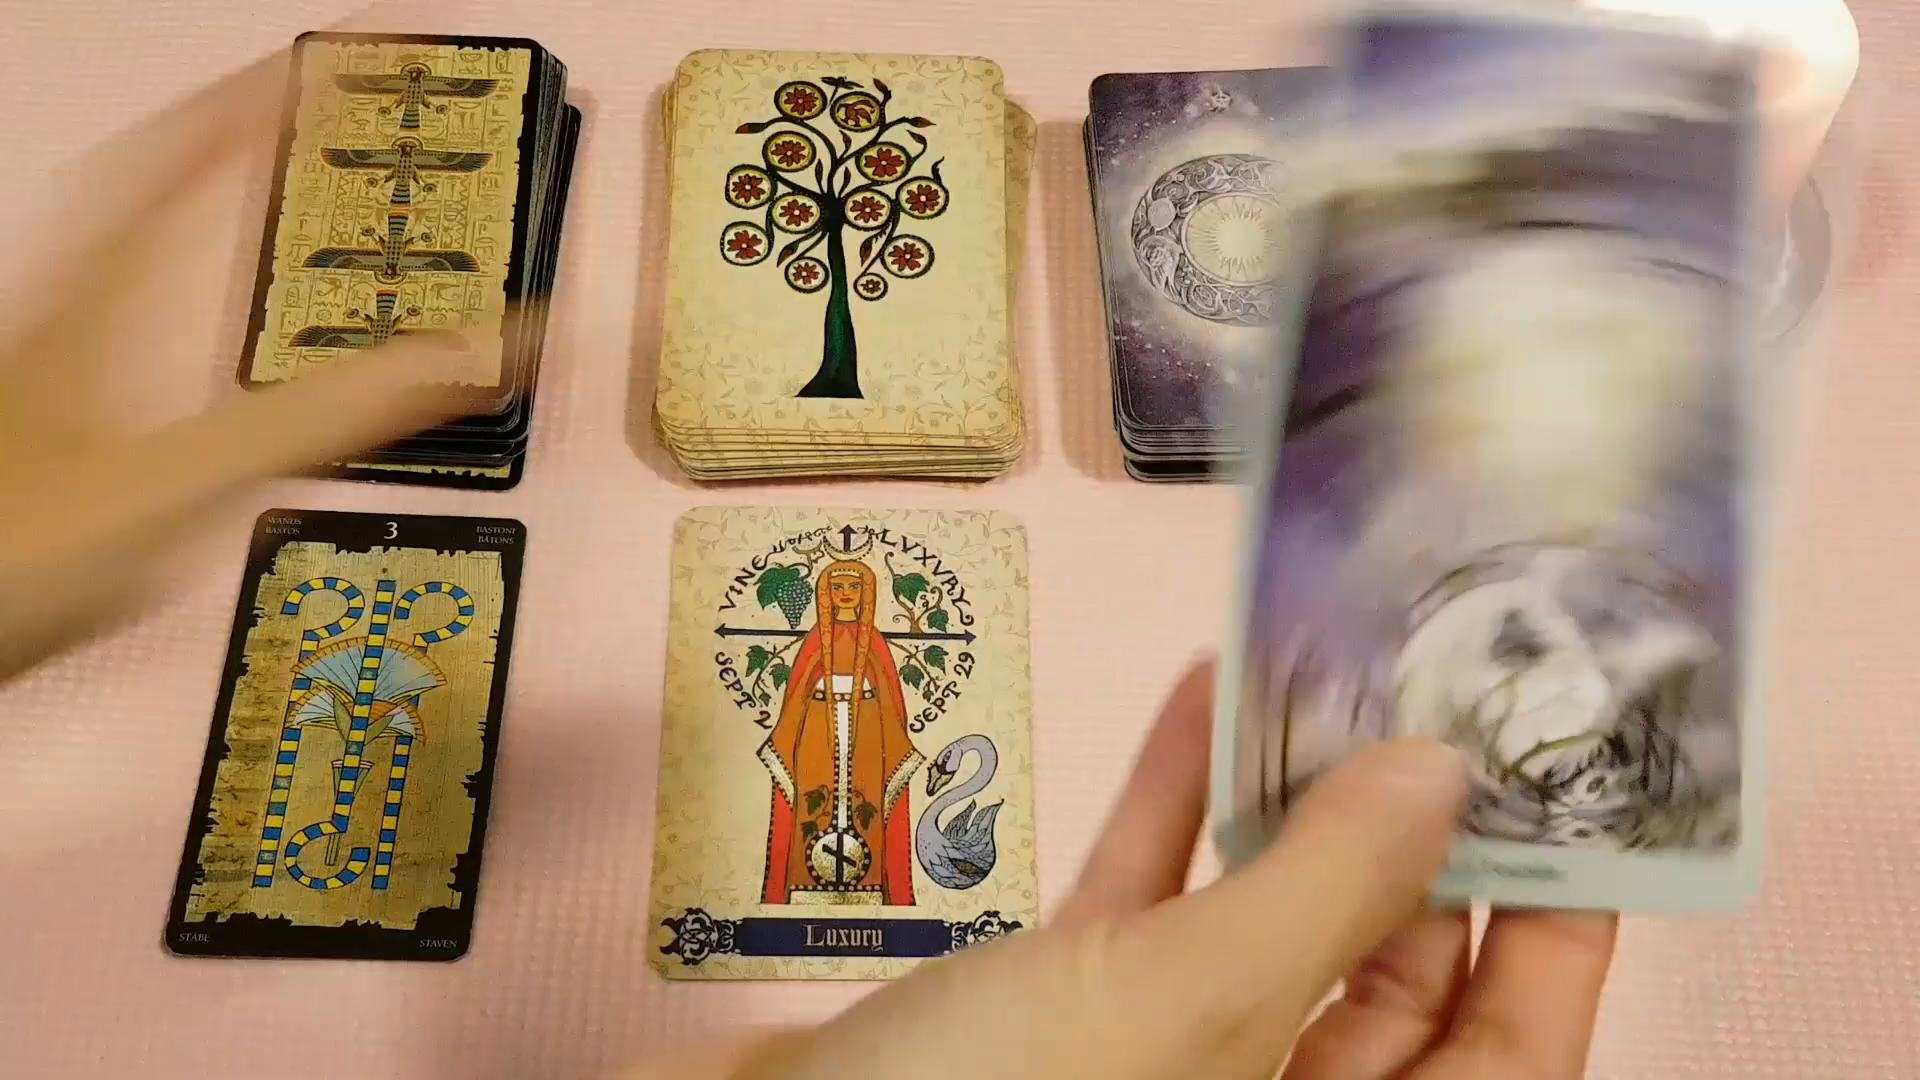 WANDS
BASTOS
3
BASTONI
BÂTONS
STÄBE
STAVEN
VINE
LVXVRY
SEPT 2
SEPT 29
Luxury